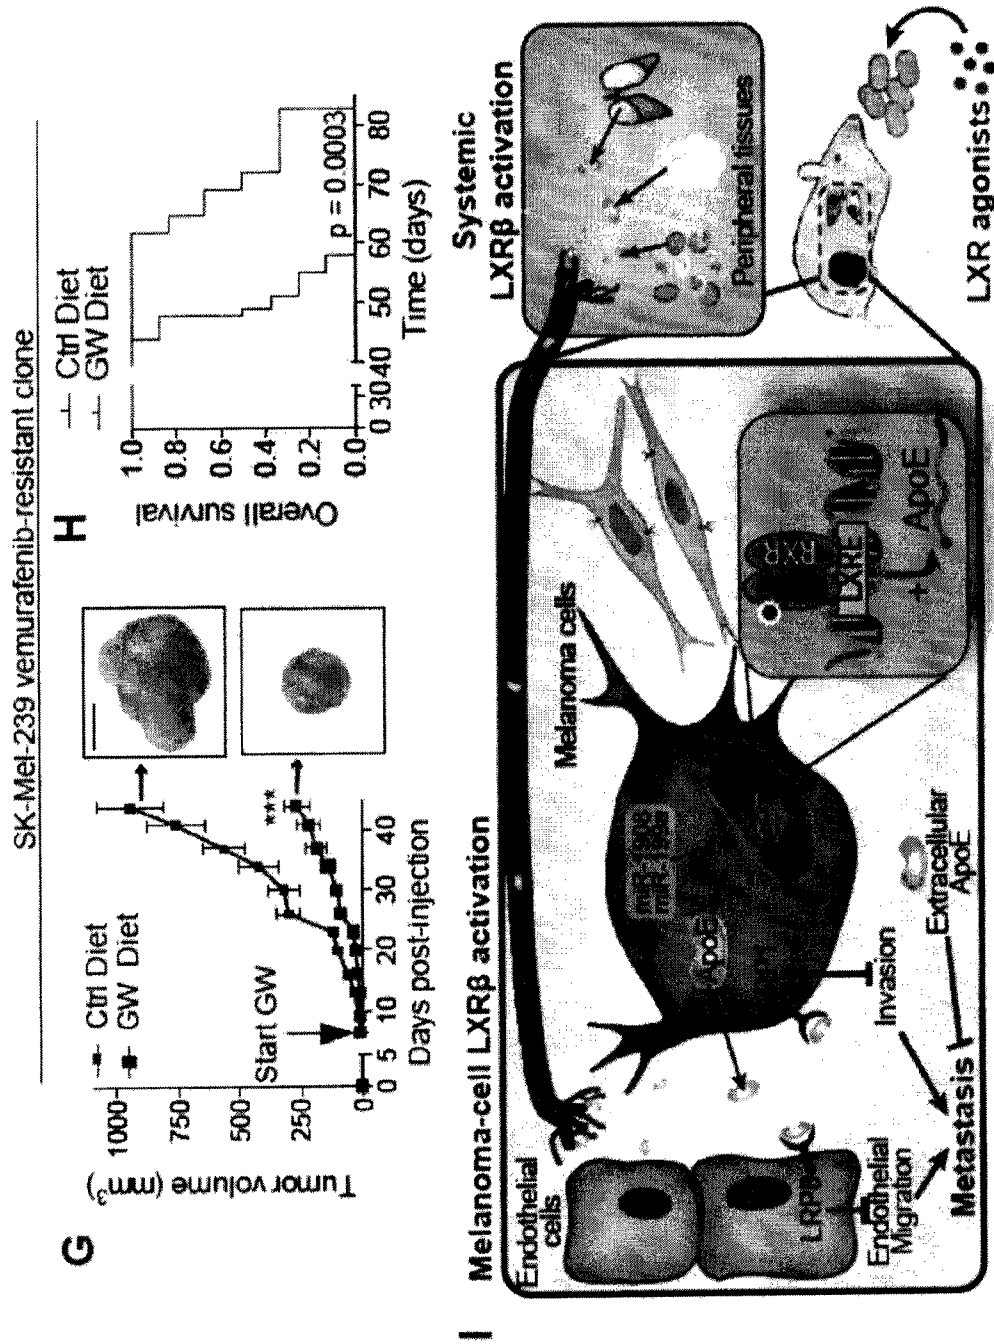 SK-Mel-239 vemurafenib-resistant clone
G
Ctrl Diet
GW Diet
Tumor volume (mm³)
1000
750
500
250
0
Start GW
***
0 5 10 20 30 40
Days post-injection
H
Ctrl Diet
GW Diet
Overall survival
1.0
0.8
0.6
0.4
0.2
0.0
p = 0.0003
0 30 40 50 60 70 80
Time (days)
I
Melanoma-cell LXRβ activation
Systemic
LXRβ activation
Endothelial
cells
Melanoma cells
Peripheral tissues
miR-1908
miR-199a
ApoE
RXR
LXRE
+
ApoE
Invasion
Extracellular
ApoE
Endothelial
Migration
Metastasis
LXR agonists